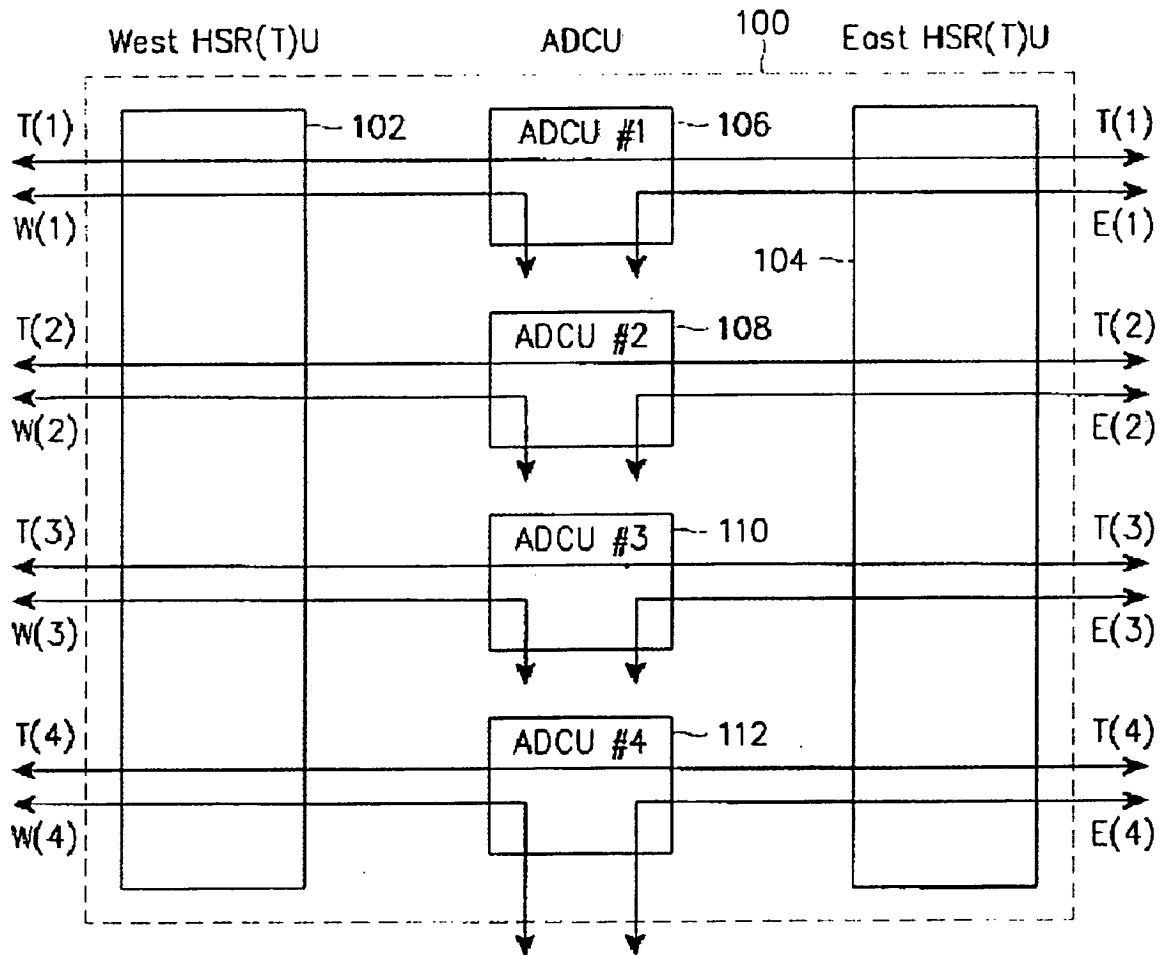 100
West HSR(T)U ADCU East HSR(T)U
T(1) 102 ADCU #1 106 T(1)
W(1) 104 E(1)
T(2) ADCU #2 108 T(2)
W(2) E(2)
T(3) ADCU #3 110 T(3)
W(3) E(3)
T(4) ADCU #4 112 T(4)
W(4) E(4)